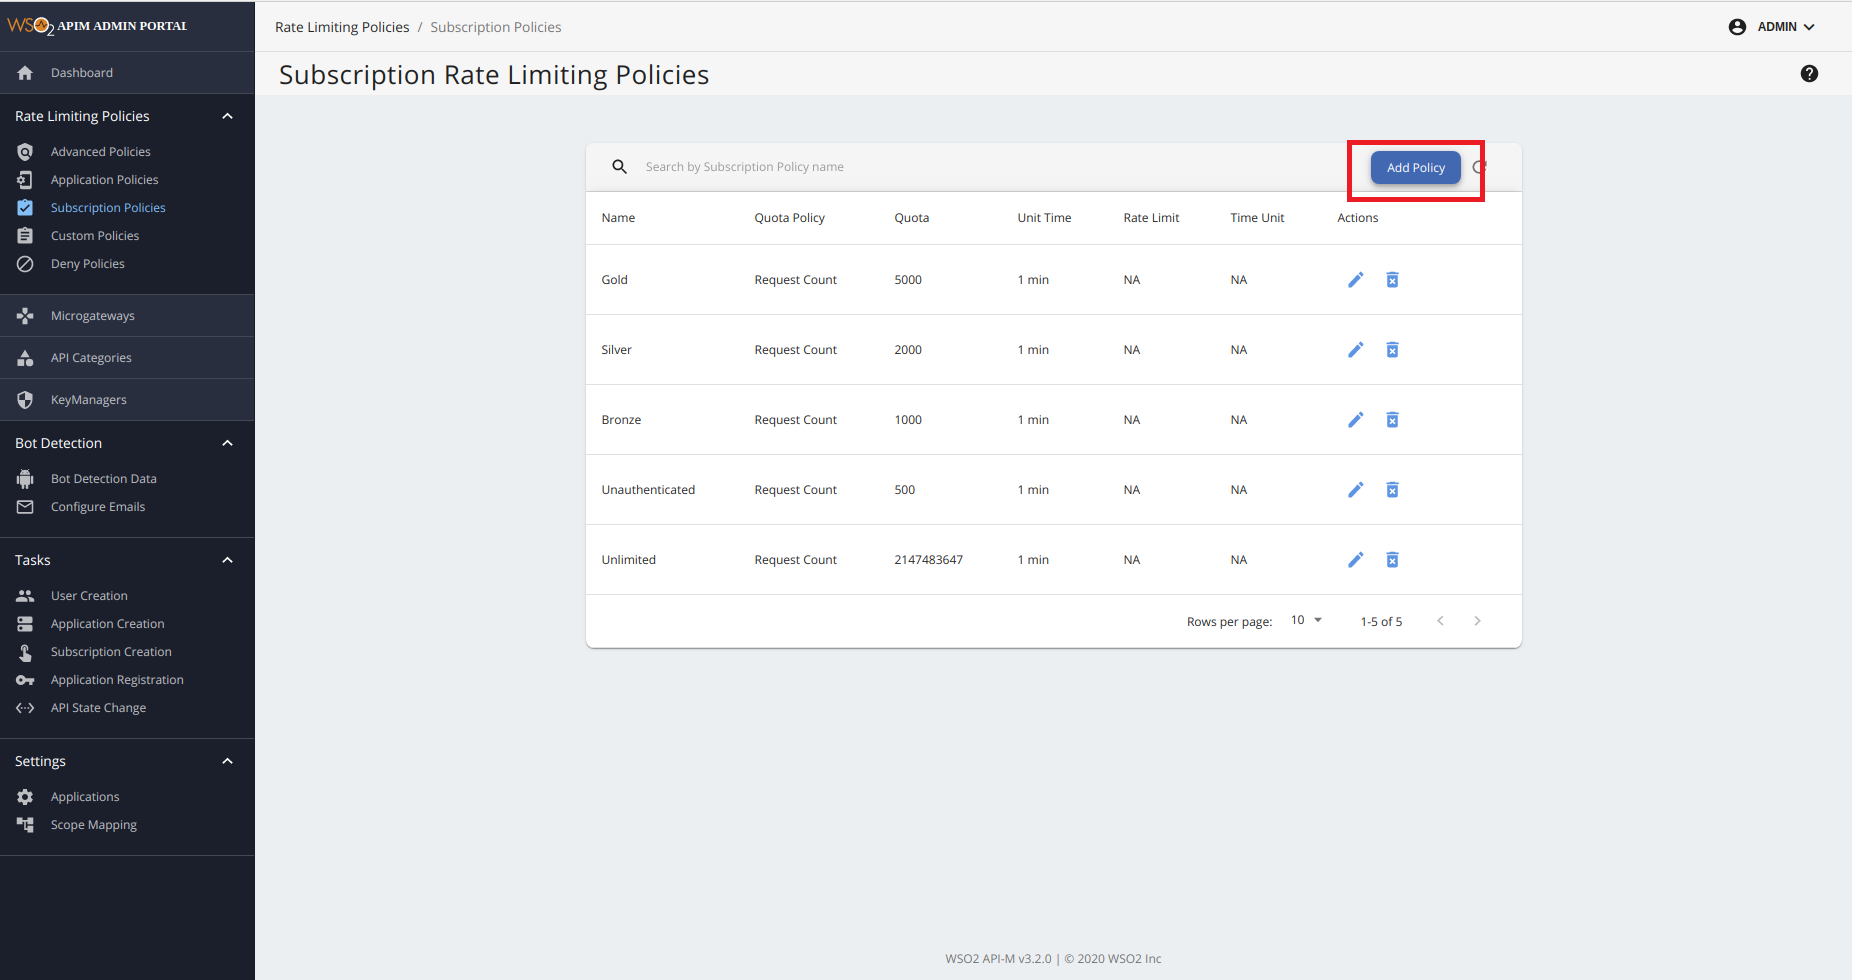 WSO2 APIM ADMIN PORTAL
Rate Limiting Policies / Subscription Policies
ADMIN
Dashboard
Subscription Rate Limiting Policies
Rate Limiting Policies
Advanced Policies
Application Policies
Subscription Policies
Custom Policies
Deny Policies
Microgateways
API Categories
KeyManagers
Bot Detection
Bot Detection Data
Configure Emails
Tasks
User Creation
Application Creation
Subscription Creation
Application Registration
API State Change
Settings
Applications
Scope Mapping
Search by Subscription Policy name
Add Policy
Name Quota Policy Quota Unit Time Rate Limit Time Unit Actions
Gold Request Count 5000 1 min NA NA
Silver Request Count 2000 1 min NA NA
Bronze Request Count 1000 1 min NA NA
Unauthenticated Request Count 500 1 min NA NA
Unlimited Request Count 2147483647 1 min NA NA
Rows per page: 10 1-5 of 5
WSO2 API-M v3.2.0 | © 2020 WSO2 Inc